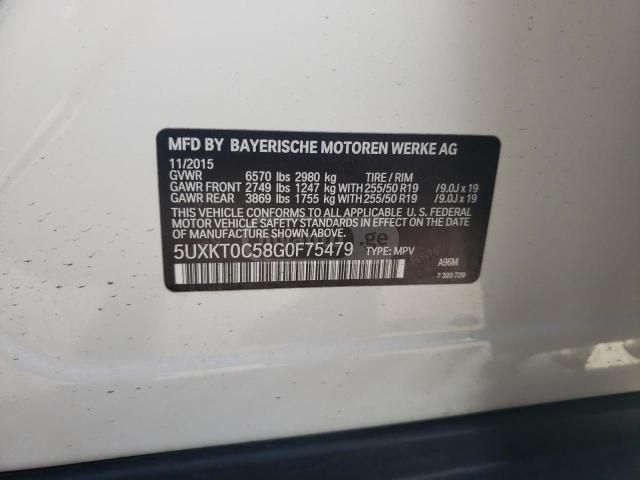 MFD BY BAYERISCHE MOTOREN WERKE AG
11/2015
GVWR 6570 lbs 2980 kg TIRE / RIM
GAWR FRONT 2749 lbs 1247 kg WITH 255/50 R19 /9.0J x 19
GAWR REAR 3869 lbs 1755 kg WITH 255/50 R19 /9.0J x 19
THIS VEHICLE CONFORMS TO ALL APPLICABLE U. S. FEDERAL
MOTOR VEHICLE SAFETY STANDARDS IN EFFECT ON THE DATE OF
MANUFACTURE SHOWN ABOVE.
5UXKT0C58G0F75479 TYPE: MPV
A96M
7 320 729
.ge